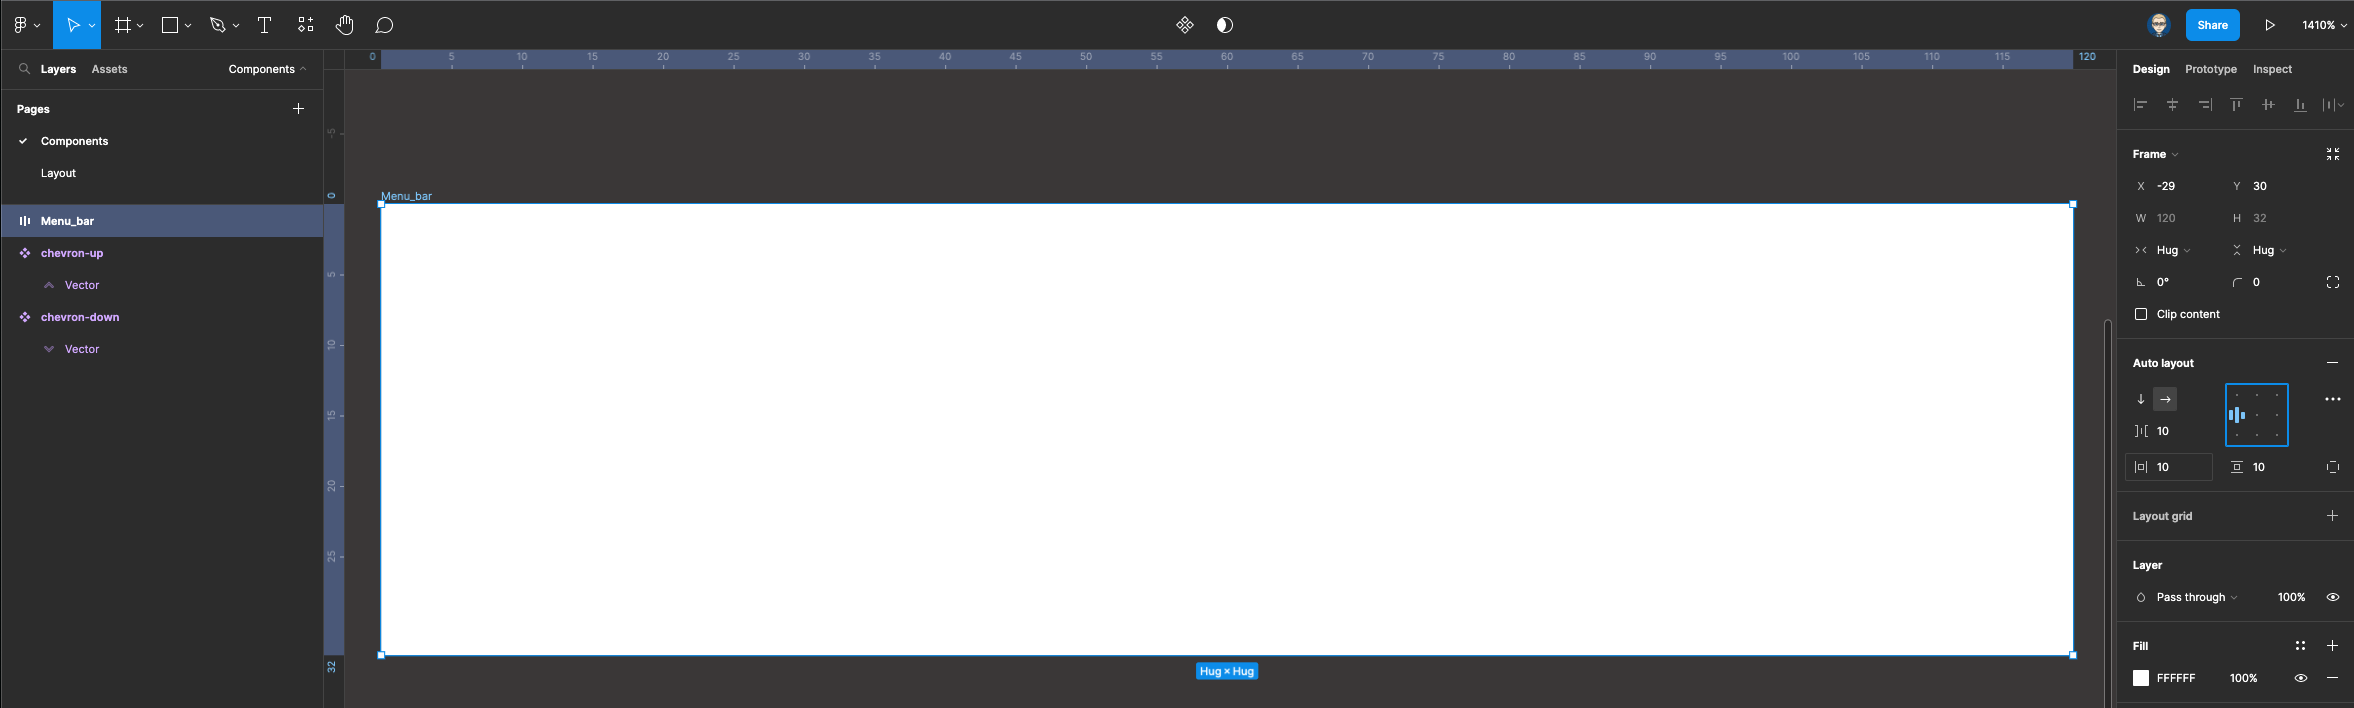 Share
1410%
Layers
Assets
Components
0 5 10 15 20 25 30 35 40 45 50 55 60 65 70 75 80 85 90 95 100 105 110 115 120
Design
Prototype
Inspect
Pages
Components
Layout
Menu_bar
chevron-up
Vector
chevron-down
Vector
-5
0
5
10
15
20
25
32
Menu_bar
Hug × Hug
Frame
X -29 Y 30
W 120 H 32
Hug Hug
0° 0
Clip content
Auto layout
10
10 10
Layout grid
Layer
Pass through 100%
Fill
FFFFFF 100%